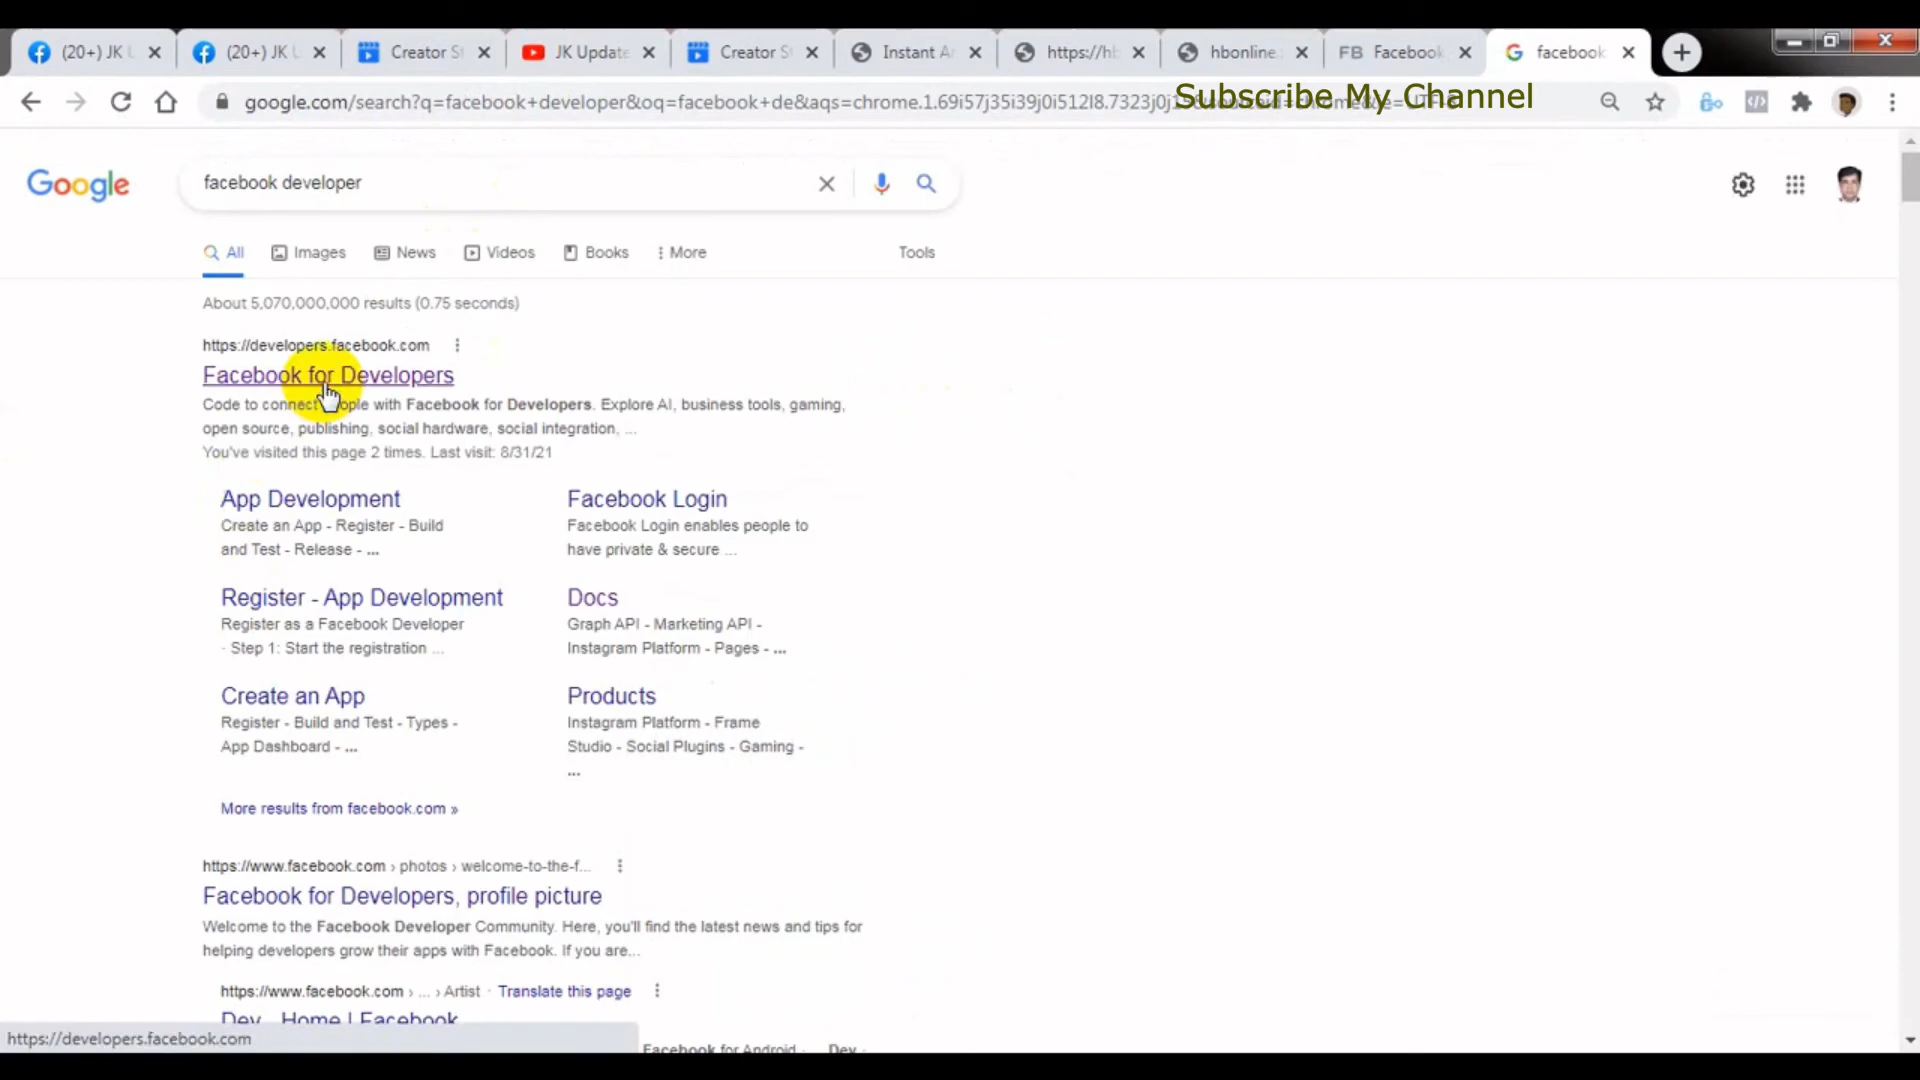 (20+) JK U
(20+) JK U
Creator St
JK Update
Creator St
Instant Ar
https://hb
hbonline.
FB Facebook
facebook
google.com/search?q=facebook+developer&oq=facebook+de&aqs=chrome.1.69i57j35i39j0i512l8.7323j0j15
Subscribe My Channel
Google
facebook developer
All
Images
News
Videos
Books
More
Tools
About 5,070,000,000 results (0.75 seconds)
https://developers.facebook.com
Facebook for Developers
Code to connect people with Facebook for Developers. Explore AI, business tools, gaming,
open source, publishing, social hardware, social integration, ...
You've visited this page 2 times. Last visit: 8/31/21
App Development
Create an App - Register - Build
and Test - Release - ...
Facebook Login
Facebook Login enables people to
have private & secure ...
Register - App Development
Register as a Facebook Developer
· Step 1: Start the registration ...
Docs
Graph API - Marketing API -
Instagram Platform - Pages - ...
Create an App
Register - Build and Test - Types -
App Dashboard - ...
Products
Instagram Platform - Frame
Studio - Social Plugins - Gaming -
...
More results from facebook.com »
https://www.facebook.com › photos › welcome-to-the-f...
Facebook for Developers, profile picture
Welcome to the Facebook Developer Community. Here, you'll find the latest news and tips for
helping developers grow their apps with Facebook. If you are...
https://www.facebook.com › ... › Artist · Translate this page
Dev - Home | Facebook
https://developers.facebook.com
Facebook for Android · Dev ·